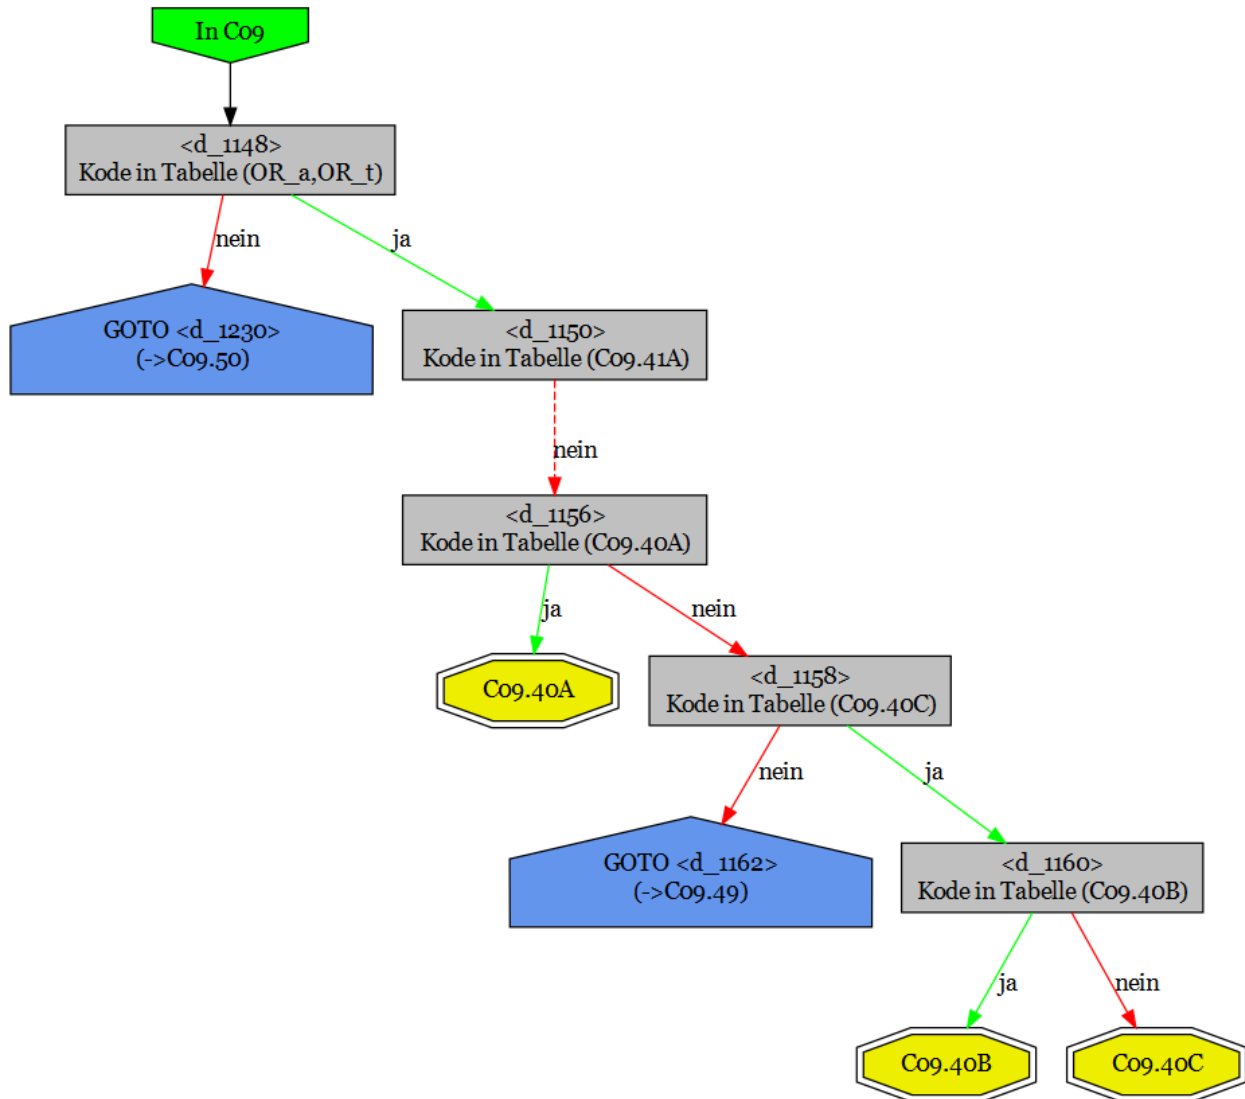 In C09
<d_1148>
Kode in Tabelle (OR_a,OR_t)
nein
ja
GOTO <d_1230>
(->C09.50)
<d_1150>
Kode in Tabelle (C09.41A)
nein
<d_1156>
Kode in Tabelle (C09.40A)
ja
nein
C09.40A
<d_1158>
Kode in Tabelle (C09.40C)
nein
ja
GOTO <d_1162>
(->C09.49)
<d_1160>
Kode in Tabelle (C09.40B)
ja
nein
C09.40B
C09.40C